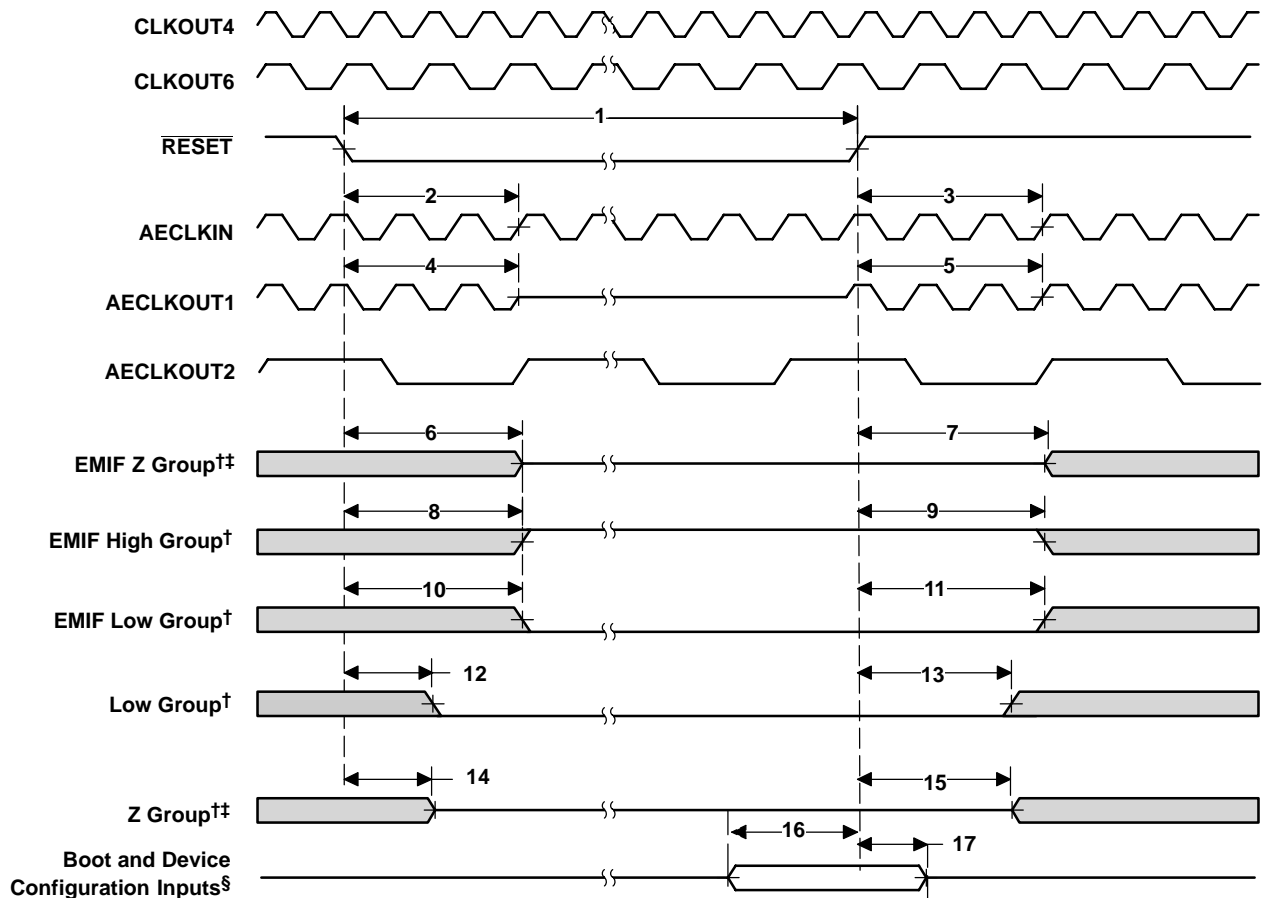 CLKOUT4
CLKOUT6
1
RESET
2
3
AECLKIN
4
5
AECLKOUT1
AECLKOUT2
6
7
EMIF Z Group†‡
8
9
EMIF High Group†
10
11
EMIF Low Group†
12
13
Low Group†
14
15
Z Group†‡
16
17
Boot and Device
Configuration Inputs§